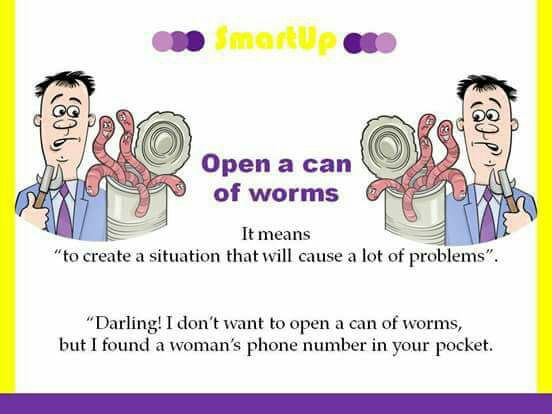 SmartUp
Open a can
of worms
It means
“to create a situation that will cause a lot of problems”.
“Darling! I don’t want to open a can of worms,
but I found a woman’s phone number in your pocket.